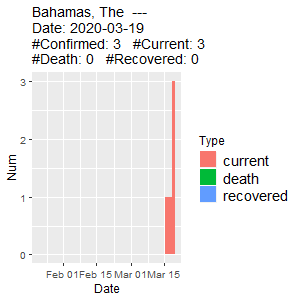 Bahamas, The  ---
Date: 2020-03-19
#Confirmed: 3   #Current: 3
#Death: 0   #Recovered: 0
3
2
1
0
Num
Feb 01
Feb 15
Mar 01
Mar 15
Date
Type
current
death
recovered